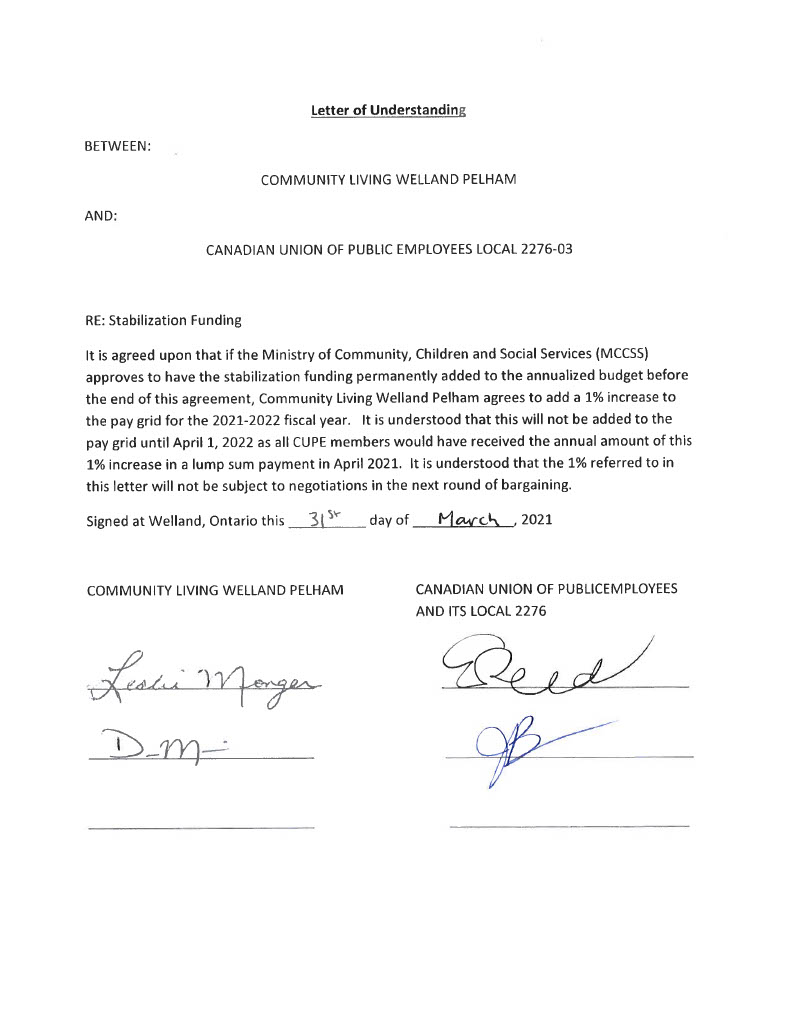 Letter of Understanding
BETWEEN:
COMMUNITY LIVING WELLAND PELHAM
AND:
CANADIAN UNION OF PUBLIC EMPLOYEES LOCAL 2276-03
RE: Stabilization Funding
It is agreed upon that if the Ministry of Community, Children and Social Services (MCCSS)
approves to have the stabilization funding permanently added to the annualized budget before
the end of this agreement, Community Living Welland Pelham agrees to add a 1% increase to
the pay grid for the 2021-2022 fiscal year. It is understood that this will not be added to the
pay grid until April 1, 2022 as all CUPE members would have received the annual amount of this
1% increase in a lump sum payment in April 2021. It is understood that the 1% referred to in
this letter will not be subject to negotiations in the next round of bargaining.
Signed at Welland, Ontario this 31st day of March, 2021
COMMUNITY LIVING WELLAND PELHAM
CANADIAN UNION OF PUBLICEMPLOYEES
AND ITS LOCAL 2276
Leslie Monger
Reed